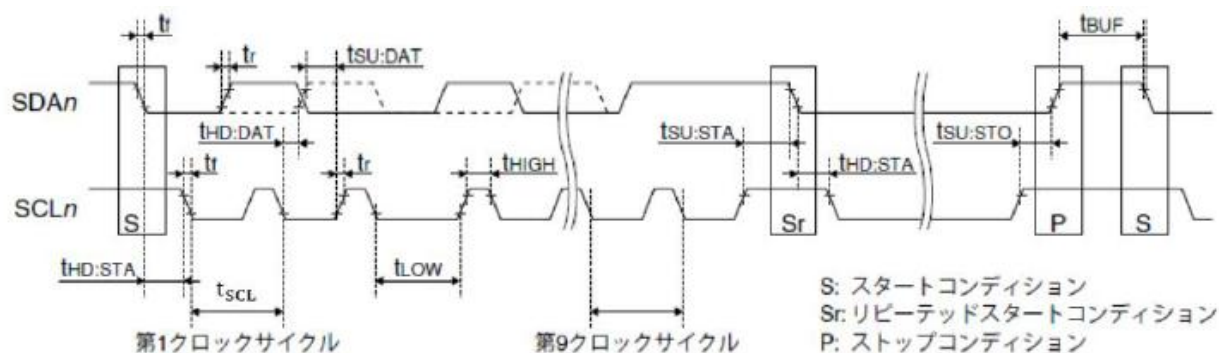 tf
tr
tSU:DAT
tBUF
SDAn
tHD:DAT
tSU:STA
tSU:STO
tf
tr
tHIGH
tHD:STA
SCLn
S
Sr
P
S
tHD:STA
tSCL
tLOW
第1クロックサイクル
第9クロックサイクル
S: スタートコンディション
Sr: リピーテッドスタートコンディション
P: ストップコンディション